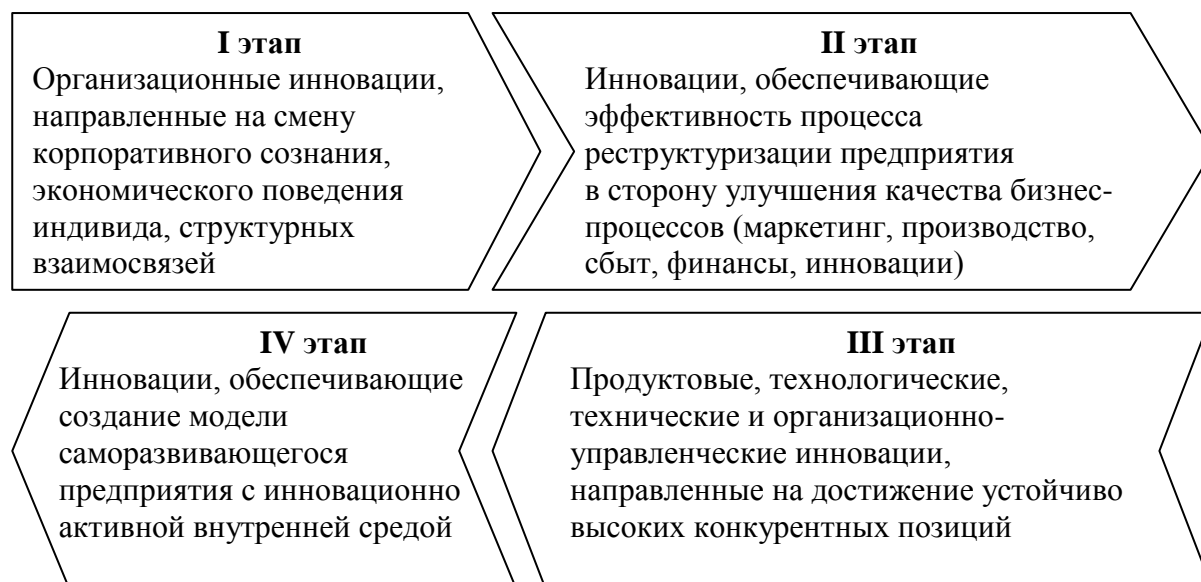 I этап
Организационные инновации,
направленные на смену
корпоративного сознания,
экономического поведения
индивида, структурных
взаимосвязей
II этап
Инновации, обеспечивающие
эффективность процесса
реструктуризации предприятия
в сторону улучшения качества бизнес-
процессов (маркетинг, производство,
сбыт, финансы, инновации)
IV этап
Инновации, обеспечивающие
создание модели
саморазвивающегося
предприятия с инновационно
активной внутренней средой
III этап
Продуктовые, технологические,
технические и организационно-
управленческие инновации,
направленные на достижение устойчиво
высоких конкурентных позиций